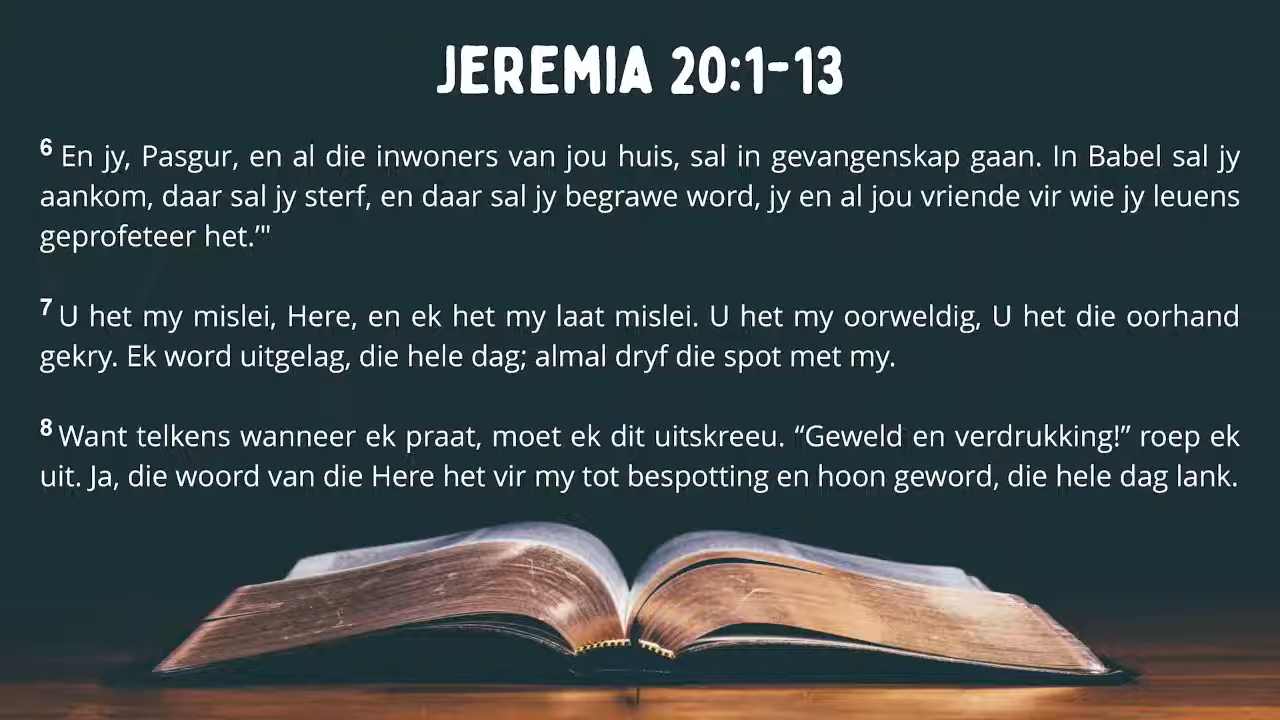 JEREMIA 20:1-13
6 En jy, Pasgur, en al die inwoners van jou huis, sal in gevangenskap gaan. In Babel sal jy
aankom, daar sal jy sterf, en daar sal jy begrawe word, jy en al jou vriende vir wie jy leuens
geprofeteer het.’"
7 U het my mislei, Here, en ek het my laat mislei. U het my oorweldig, U het die oorhand
gekry. Ek word uitgelag, die hele dag; almal dryf die spot met my.
8 Want telkens wanneer ek praat, moet ek dit uitskreeu. “Geweld en verdrukking!” roep ek
uit. Ja, die woord van die Here het vir my tot bespotting en hoon geword, die hele dag lank.